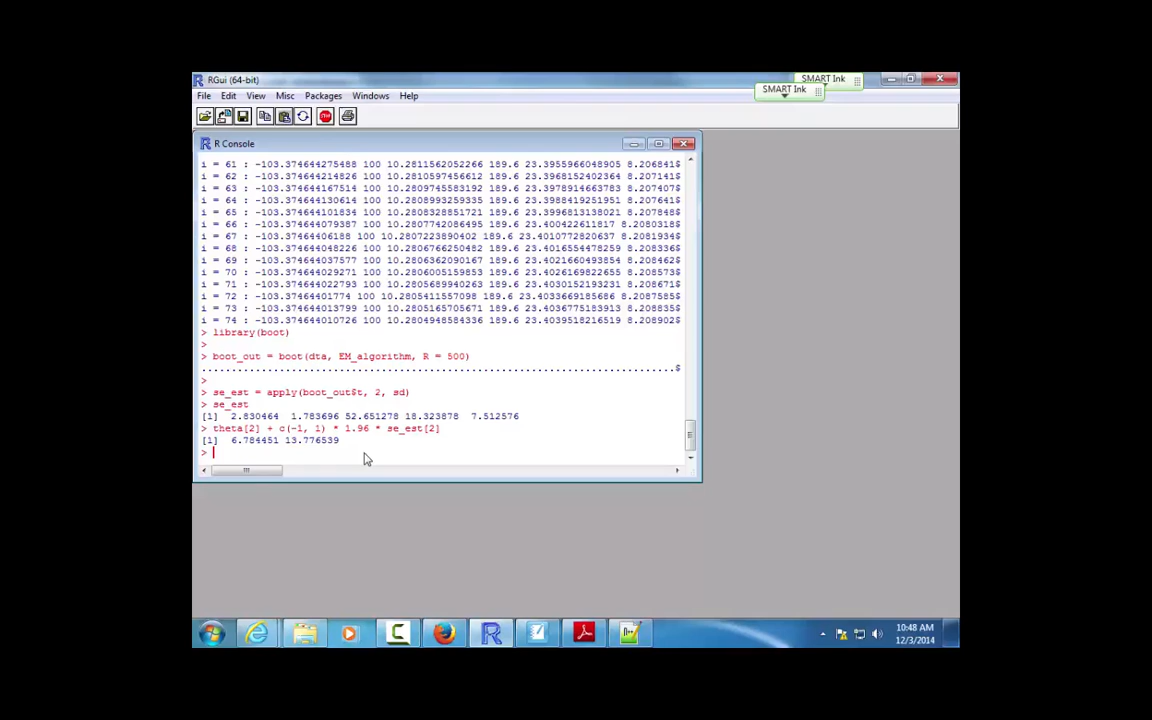 RGui (64-bit)
SMART Ink
SMART Ink
File Edit View Misc Packages Windows Help
R Console
i = 61 : -103.374644275488 100 10.2811562052266 189.6 23.3955966048905 8.206841$
i = 62 : -103.374644214826 100 10.2810597456612 189.6 23.3968152402364 8.207141$
i = 63 : -103.374644167514 100 10.2809745583192 189.6 23.3978914663783 8.207407$
i = 64 : -103.374644130614 100 10.2808993259335 189.6 23.3988419251951 8.207641$
i = 65 : -103.374644101834 100 10.2808328851721 189.6 23.3996813138021 8.207848$
i = 66 : -103.374644079387 100 10.2807742086495 189.6 23.400422611817 8.2080318$
i = 67 : -103.37464406188 100 10.2807223890402 189.6 23.4010772820637 8.2081934$
i = 68 : -103.374644048226 100 10.2806766250482 189.6 23.4016554478259 8.208336$
i = 69 : -103.374644037577 100 10.2806362090167 189.6 23.4021660493854 8.208462$
i = 70 : -103.374644029271 100 10.2806005159853 189.6 23.4026169822655 8.208573$
i = 71 : -103.374644022793 100 10.2805689940263 189.6 23.4030152193231 8.208671$
i = 72 : -103.37464401774 100 10.2805411557098 189.6 23.4033669185686 8.2087585$
i = 73 : -103.374644013799 100 10.2805165705671 189.6 23.4036775183913 8.208835$
i = 74 : -103.374644010726 100 10.2804948584336 189.6 23.4039518216519 8.208902$
> library(boot)
>
> boot_out = boot(dta, EM_algorithm, R = 500)
...............................................................................$
>
> se_est = apply(boot_out$t, 2, sd)
> se_est
[1] 2.830464 1.783696 52.651278 18.323878 7.512576
> theta[2] + c(-1, 1) * 1.96 * se_est[2]
[1] 6.784451 13.776539
>
10:48 AM
12/3/2014